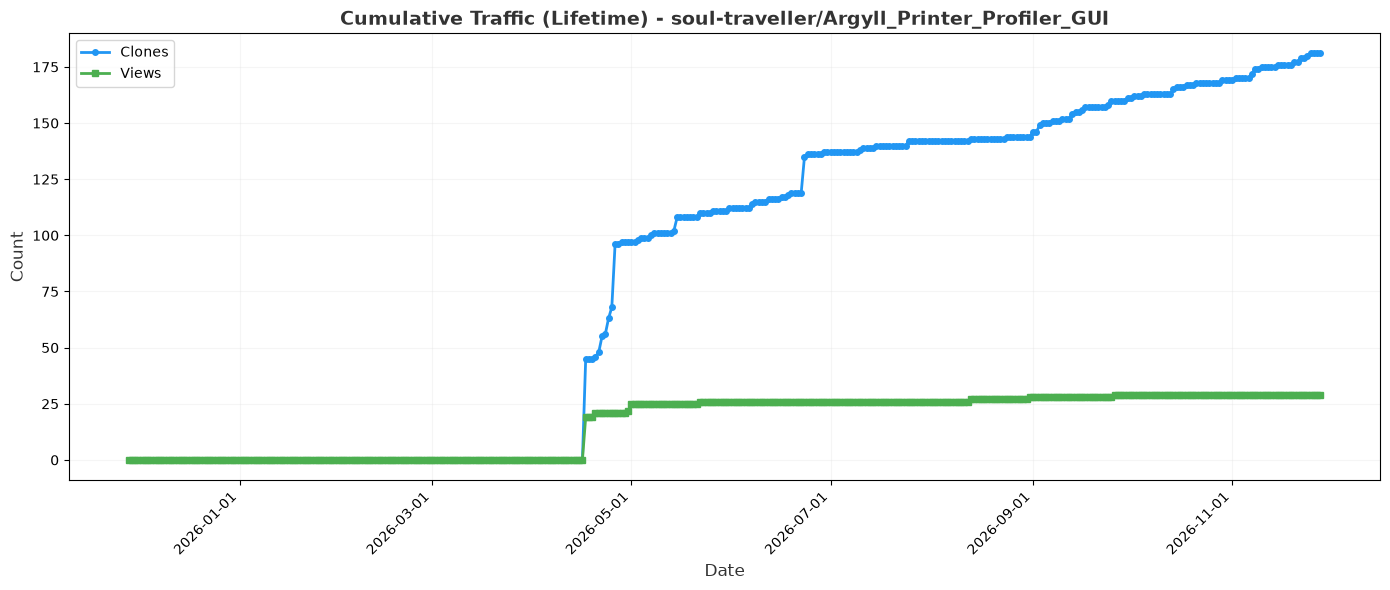 Cumulative Traffic (Lifetime) - soul-traveller/Argyll_Printer_Profiler_GUI
Clones
Views
Count
175
150
125
100
75
50
25
0
2026-01-01
2026-03-01
2026-05-01
2026-07-01
2026-09-01
2026-11-01
Date